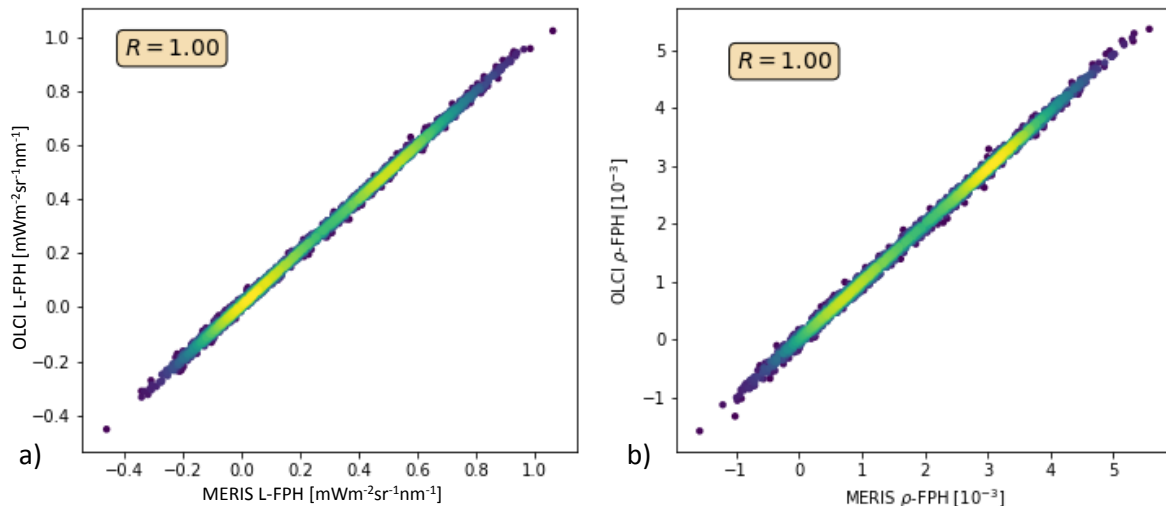 R = 1.00
1.0
0.8
0.6
0.4
0.2
0.0
−0.2
−0.4
OLCI L-FPH [mWm⁻²sr⁻¹nm⁻¹]
−0.4 −0.2 0.0 0.2 0.4 0.6 0.8 1.0
MERIS L-FPH [mWm⁻²sr⁻¹nm⁻¹]
a)
R = 1.00
5
4
3
2
1
0
−1
OLCI ρ-FPH [10⁻³]
−1 0 1 2 3 4 5
MERIS ρ-FPH [10⁻³]
b)